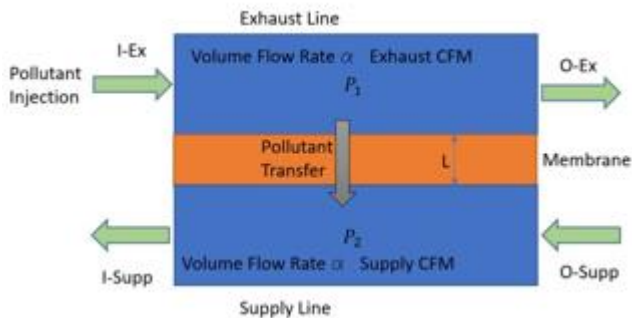 Exhaust Line
I-Ex
Volume Flow Rate α Exhaust CFM
O-Ex
Pollutant
Injection
P₁
Pollutant
Transfer
L
Membrane
P₂
Volume Flow Rate α Supply CFM
I-Supp
O-Supp
Supply Line